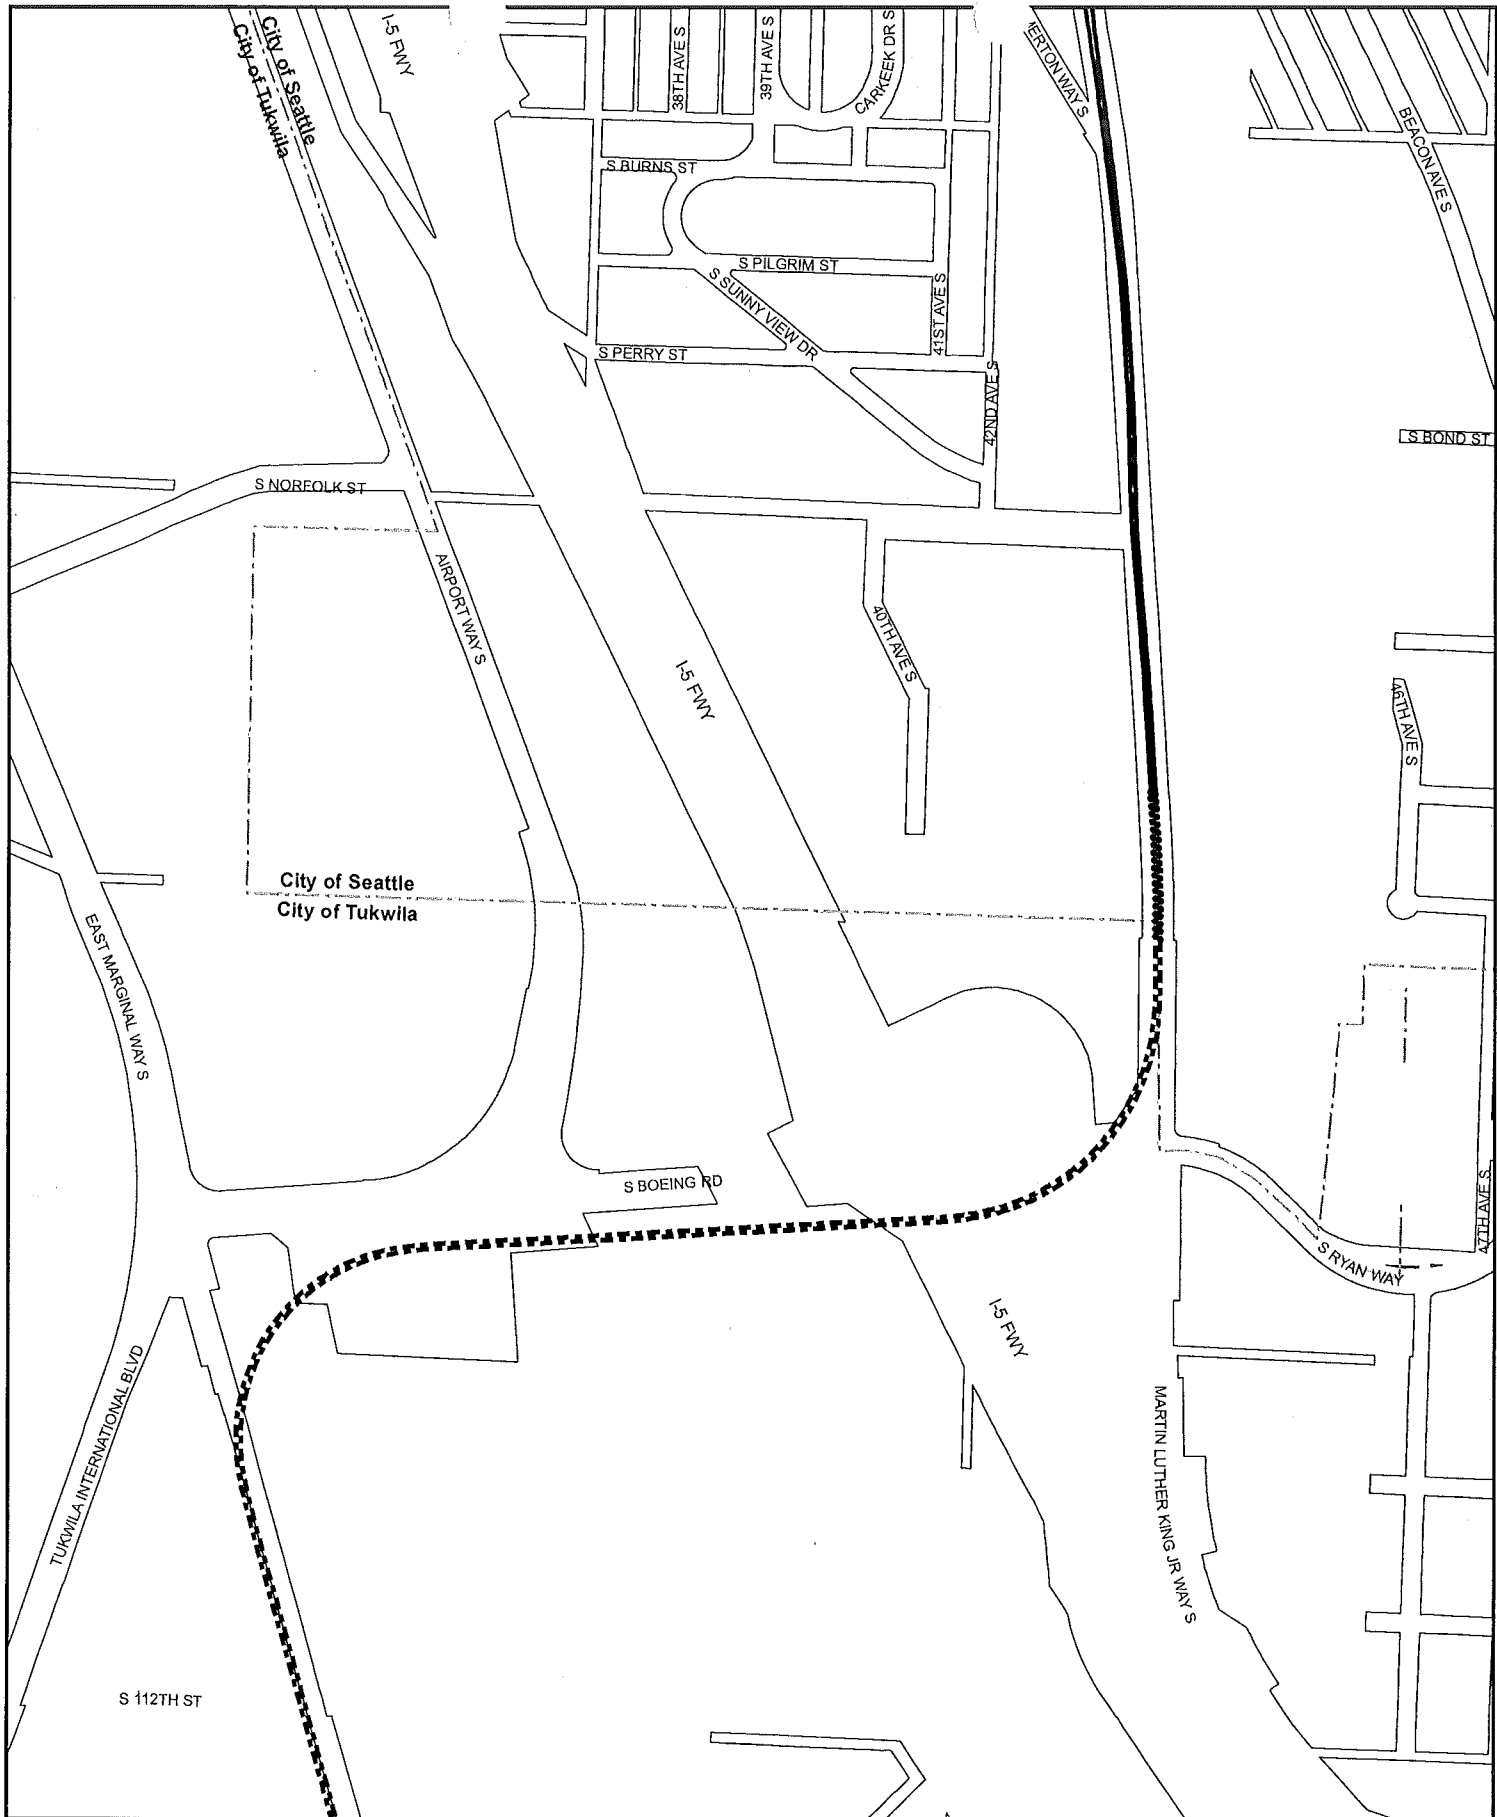 City of Seattle
City of Tukwila
I-5 FWY
38TH AVE S
39TH AVE S
CARKEEK DR S
ERTON WAY S
BEACON AVE S
S BURNS ST
S PILGRIM ST
S SUNNY VIEW DR
41ST AVE S
S PERRY ST
42ND AVE S
S BOND ST
S NORFOLK ST
AIRPORT WAY S
40TH AVE S
I-5 FWY
46TH AVE S
City of Seattle
City of Tukwila
EAST MARGINAL WAY S
S BOEING RD
47TH AVE S
S RYAN WAY
I-5 FWY
TUKWILA INTERNATIONAL BLVD
MARTIN LUTHER KING JR WAY S
S 112TH ST